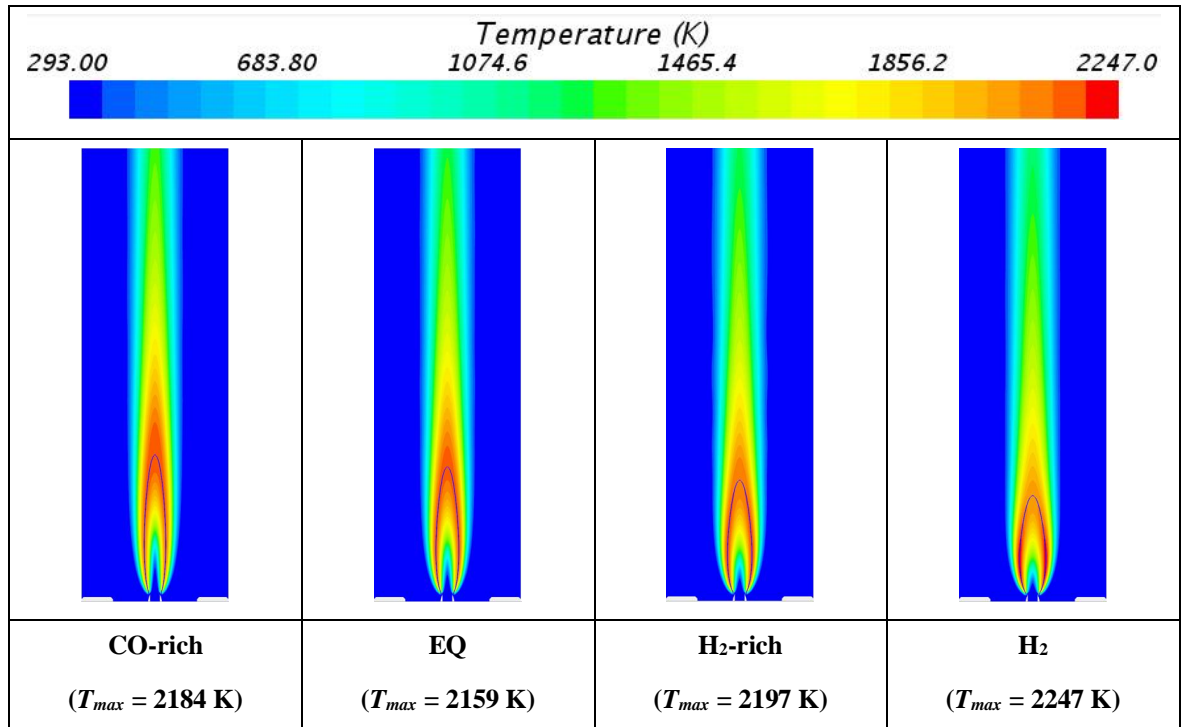 Temperature (K)
293.00 683.80 1074.6 1465.4 1856.2 2247.0
CO-rich EQ H₂-rich H₂
(Tmax = 2184 K) (Tmax = 2159 K) (Tmax = 2197 K) (Tmax = 2247 K)